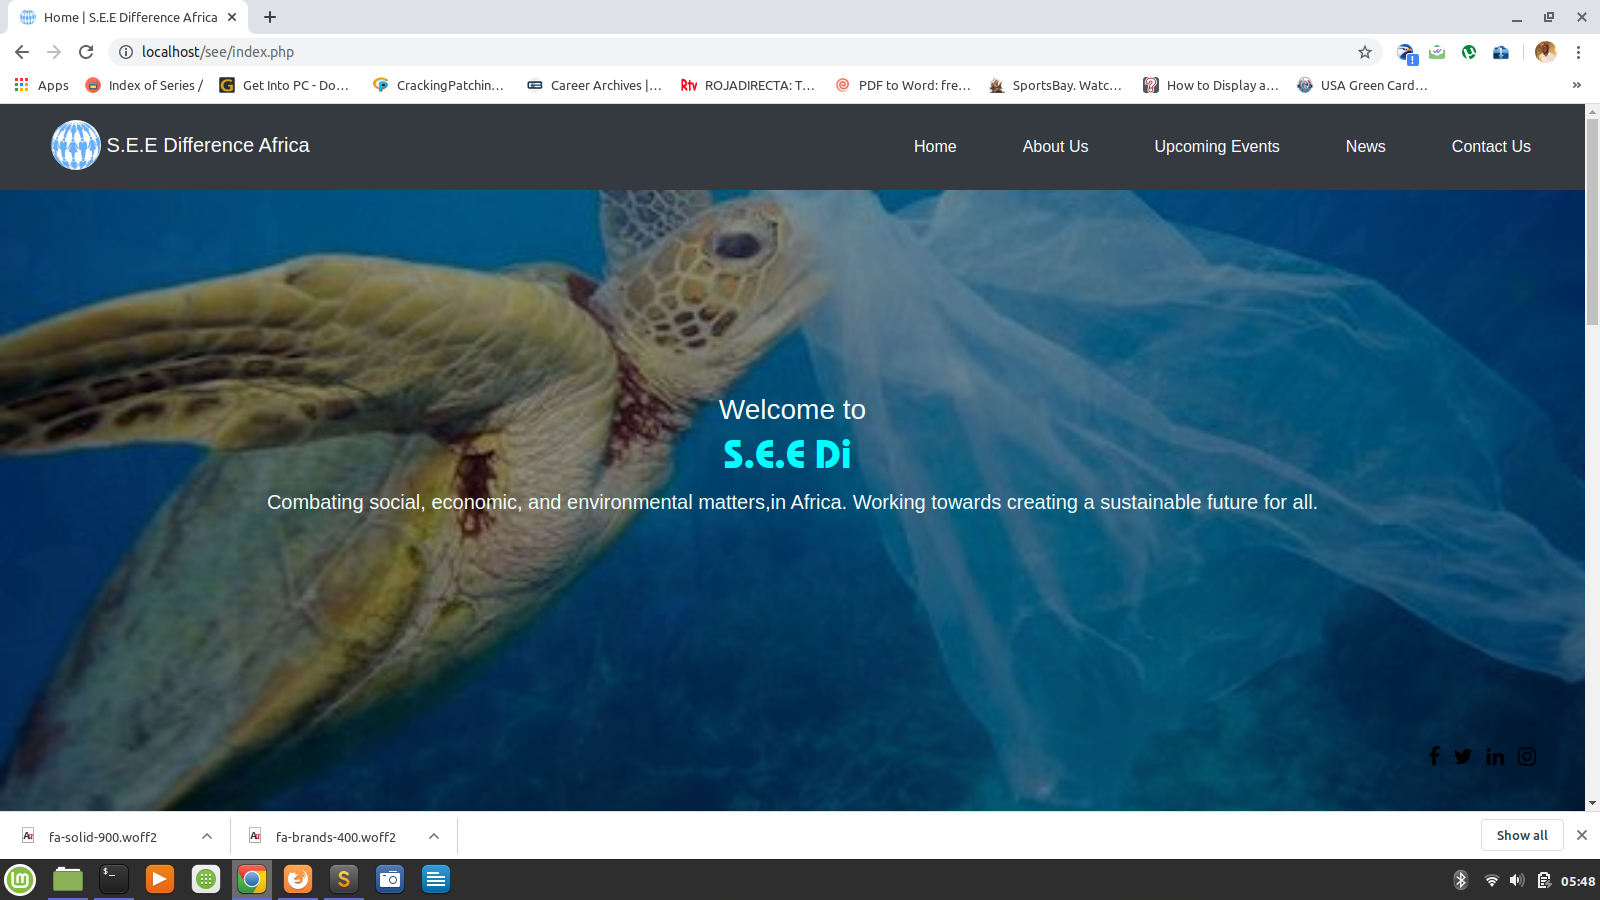 Home | S.E.E Difference Africa
localhost/see/index.php
Apps Index of Series / Get Into PC - Do... CrackingPatchin... Career Archives |... Rtv ROJADIRECTA: T... PDF to Word: fre... SportsBay. Watc... How to Display a... USA Green Card... »
S.E.E Difference Africa Home About Us Upcoming Events News Contact Us
Welcome to
S.E.E Di
Combating social, economic, and environmental matters,in Africa. Working towards creating a sustainable future for all.
fa-solid-900.woff2 fa-brands-400.woff2 Show all
05:48